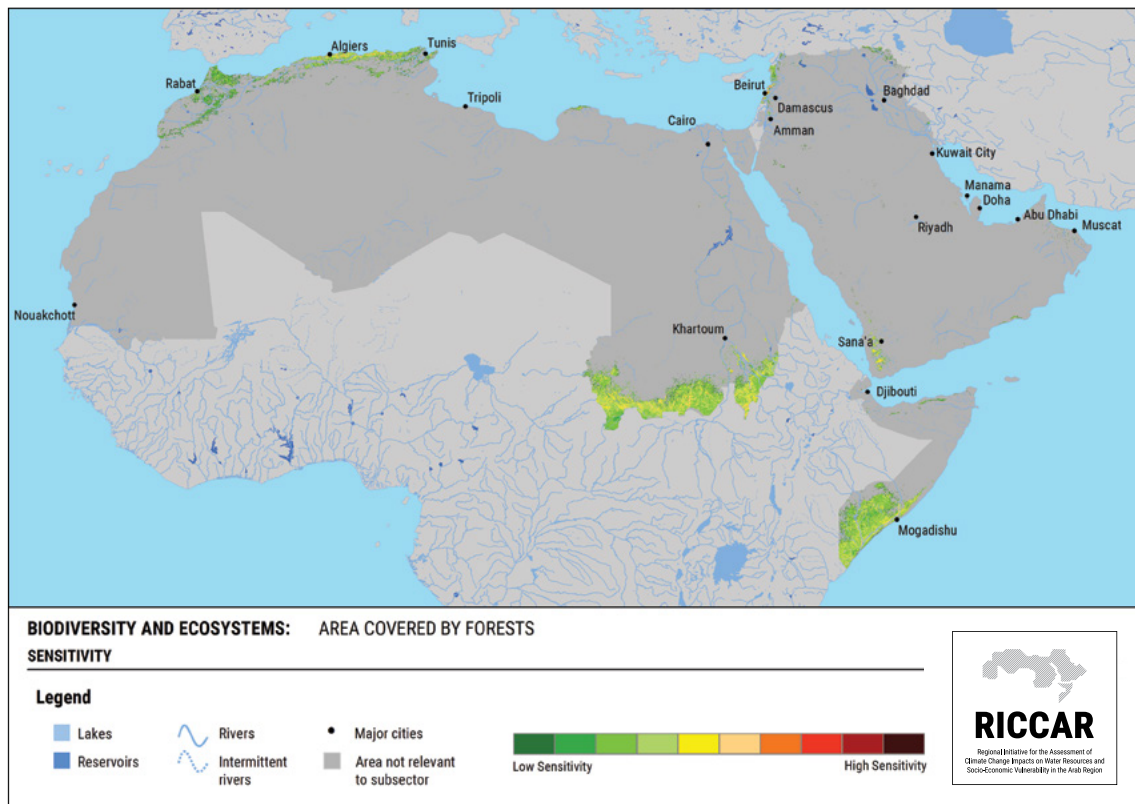 Algiers
Tunis
Rabat
Tripoli
Beirut
Damascus
Baghdad
Cairo
Amman
Kuwait City
Manama
Doha
Abu Dhabi
Muscat
Riyadh
Nouakchott
Khartoum
Sana'a
Djibouti
Mogadishu
BIODIVERSITY AND ECOSYSTEMS: AREA COVERED BY FORESTS
SENSITIVITY
Legend
Lakes
Reservoirs
Rivers
Intermittent
rivers
Major cities
Area not relevant
to subsector
Low Sensitivity
High Sensitivity
RICCAR
Regional Initiative for the Assessment of
Climate Change Impacts on Water Resources and
Socio-Economic Vulnerability in the Arab Region